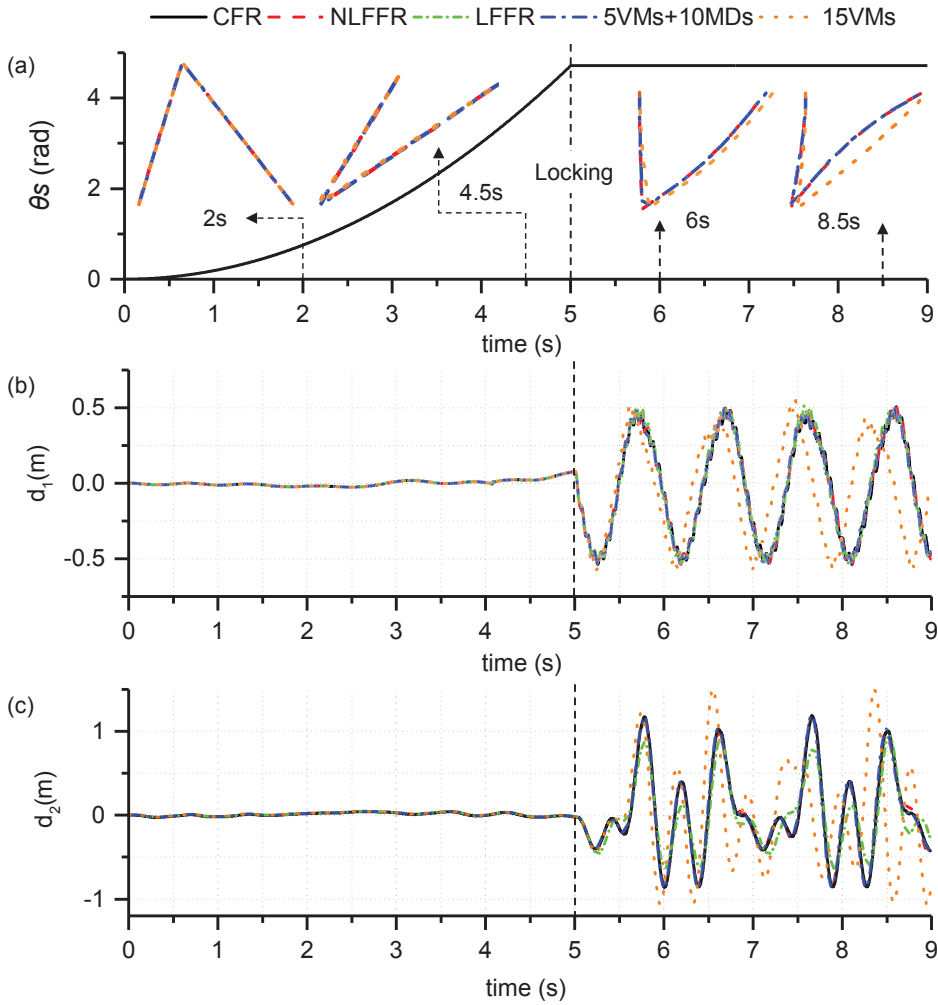 CFR NLFFR LFFR 5VMs+10MDs 15VMs
(a)
θs (rad)
4
2
0
2s
4.5s
Locking
6s
8.5s
0 1 2 3 4 5 6 7 8 9
time (s)
(b)
d1(m)
0.5
0.0
-0.5
0 1 2 3 4 5 6 7 8 9
time (s)
(c)
d2(m)
1
0
-1
0 1 2 3 4 5 6 7 8 9
time (s)